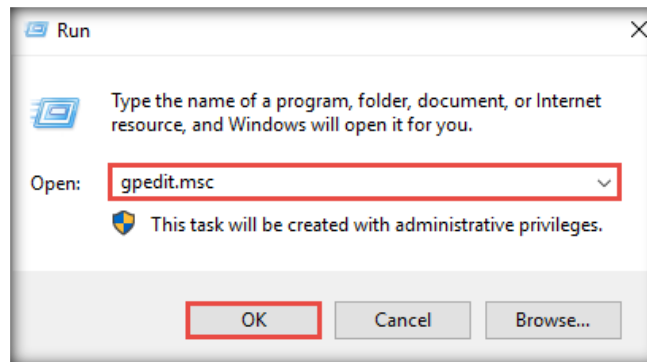 Run
Type the name of a program, folder, document, or Internet
resource, and Windows will open it for you.
Open:
gpedit.msc
This task will be created with administrative privileges.
OK
Cancel
Browse...